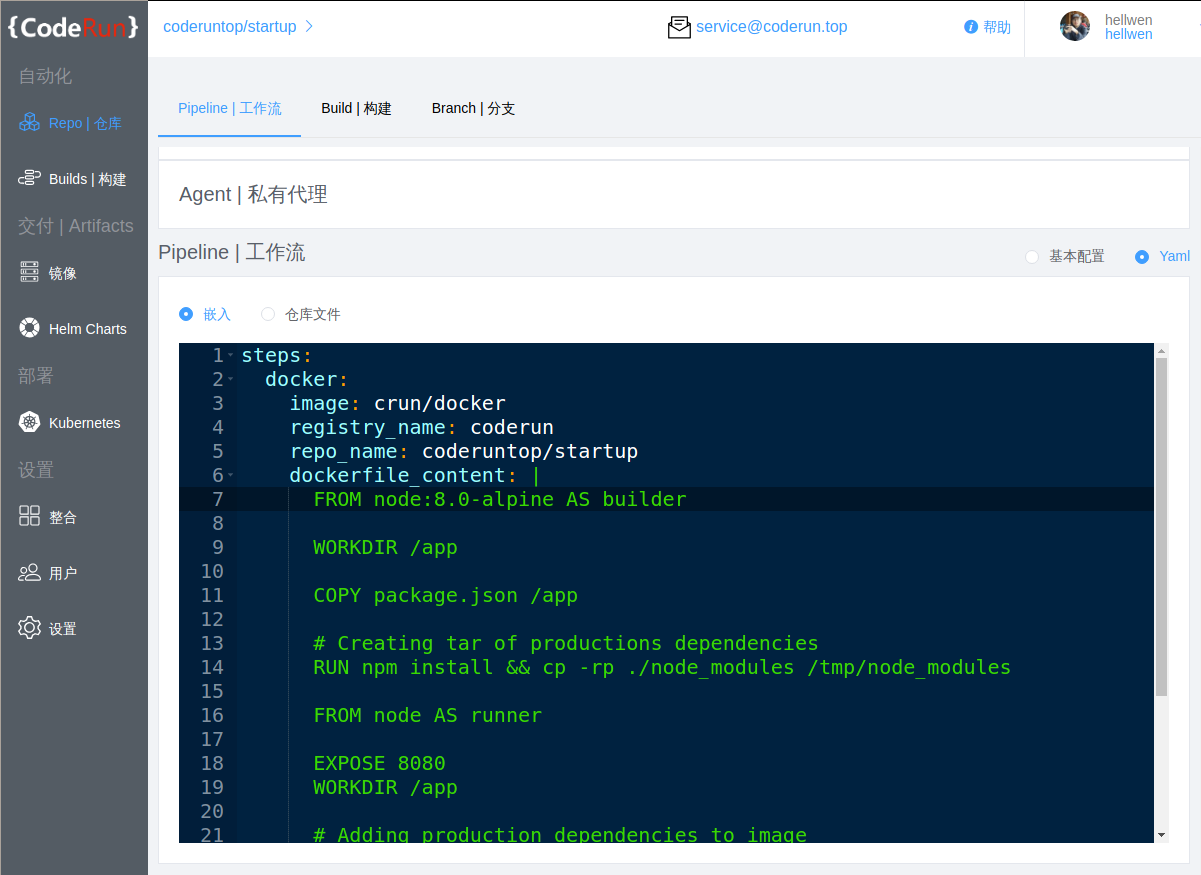 {CodeRun}
coderuntop/startup >
service@coderun.top
帮助
hellwen
hellwen
自动化
Repo | 仓库
Builds | 构建
交付 | Artifacts
镜像
Helm Charts
部署
Kubernetes
设置
整合
用户
设置
Pipeline | 工作流
Build | 构建
Branch | 分支
Agent | 私有代理
Pipeline | 工作流
基本配置
Yaml
嵌入
仓库文件
1 steps:
2 docker:
3 image: crun/docker
4 registry_name: coderun
5 repo_name: coderuntop/startup
6 dockerfile_content: |
7 FROM node:8.0-alpine AS builder
8
9 WORKDIR /app
10
11 COPY package.json /app
12
13 # Creating tar of productions dependencies
14 RUN npm install && cp -rp ./node_modules /tmp/node_modules
15
16 FROM node AS runner
17
18 EXPOSE 8080
19 WORKDIR /app
20
21 # Adding production dependencies to image